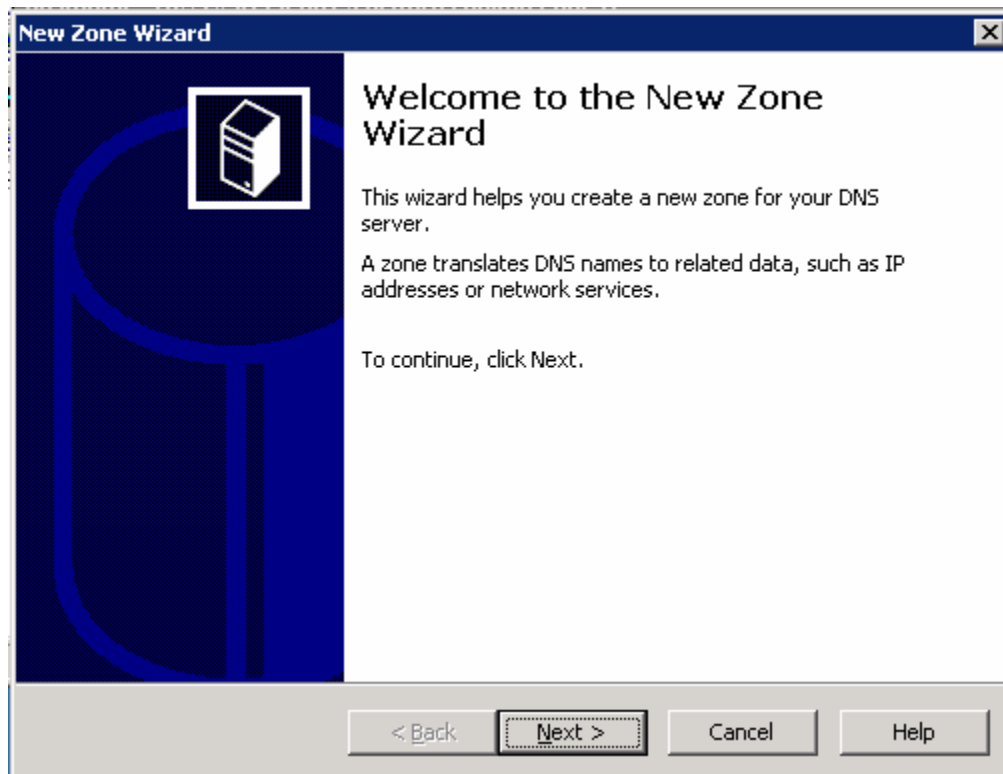 New Zone Wizard
Welcome to the New Zone
Wizard
This wizard helps you create a new zone for your DNS
server.
A zone translates DNS names to related data, such as IP
addresses or network services.
To continue, click Next.
< Back
Next >
Cancel
Help